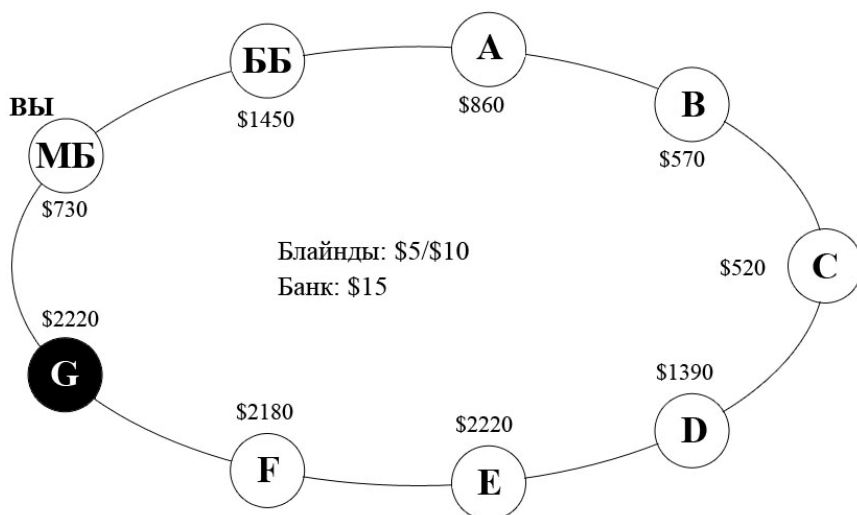 ББ
$1450
A
$860
B
$570
ВЫ
МБ
$730
C
$520
Блайнды: $5/$10
Банк: $15
G
$2220
F
$2180
E
$2220
D
$1390